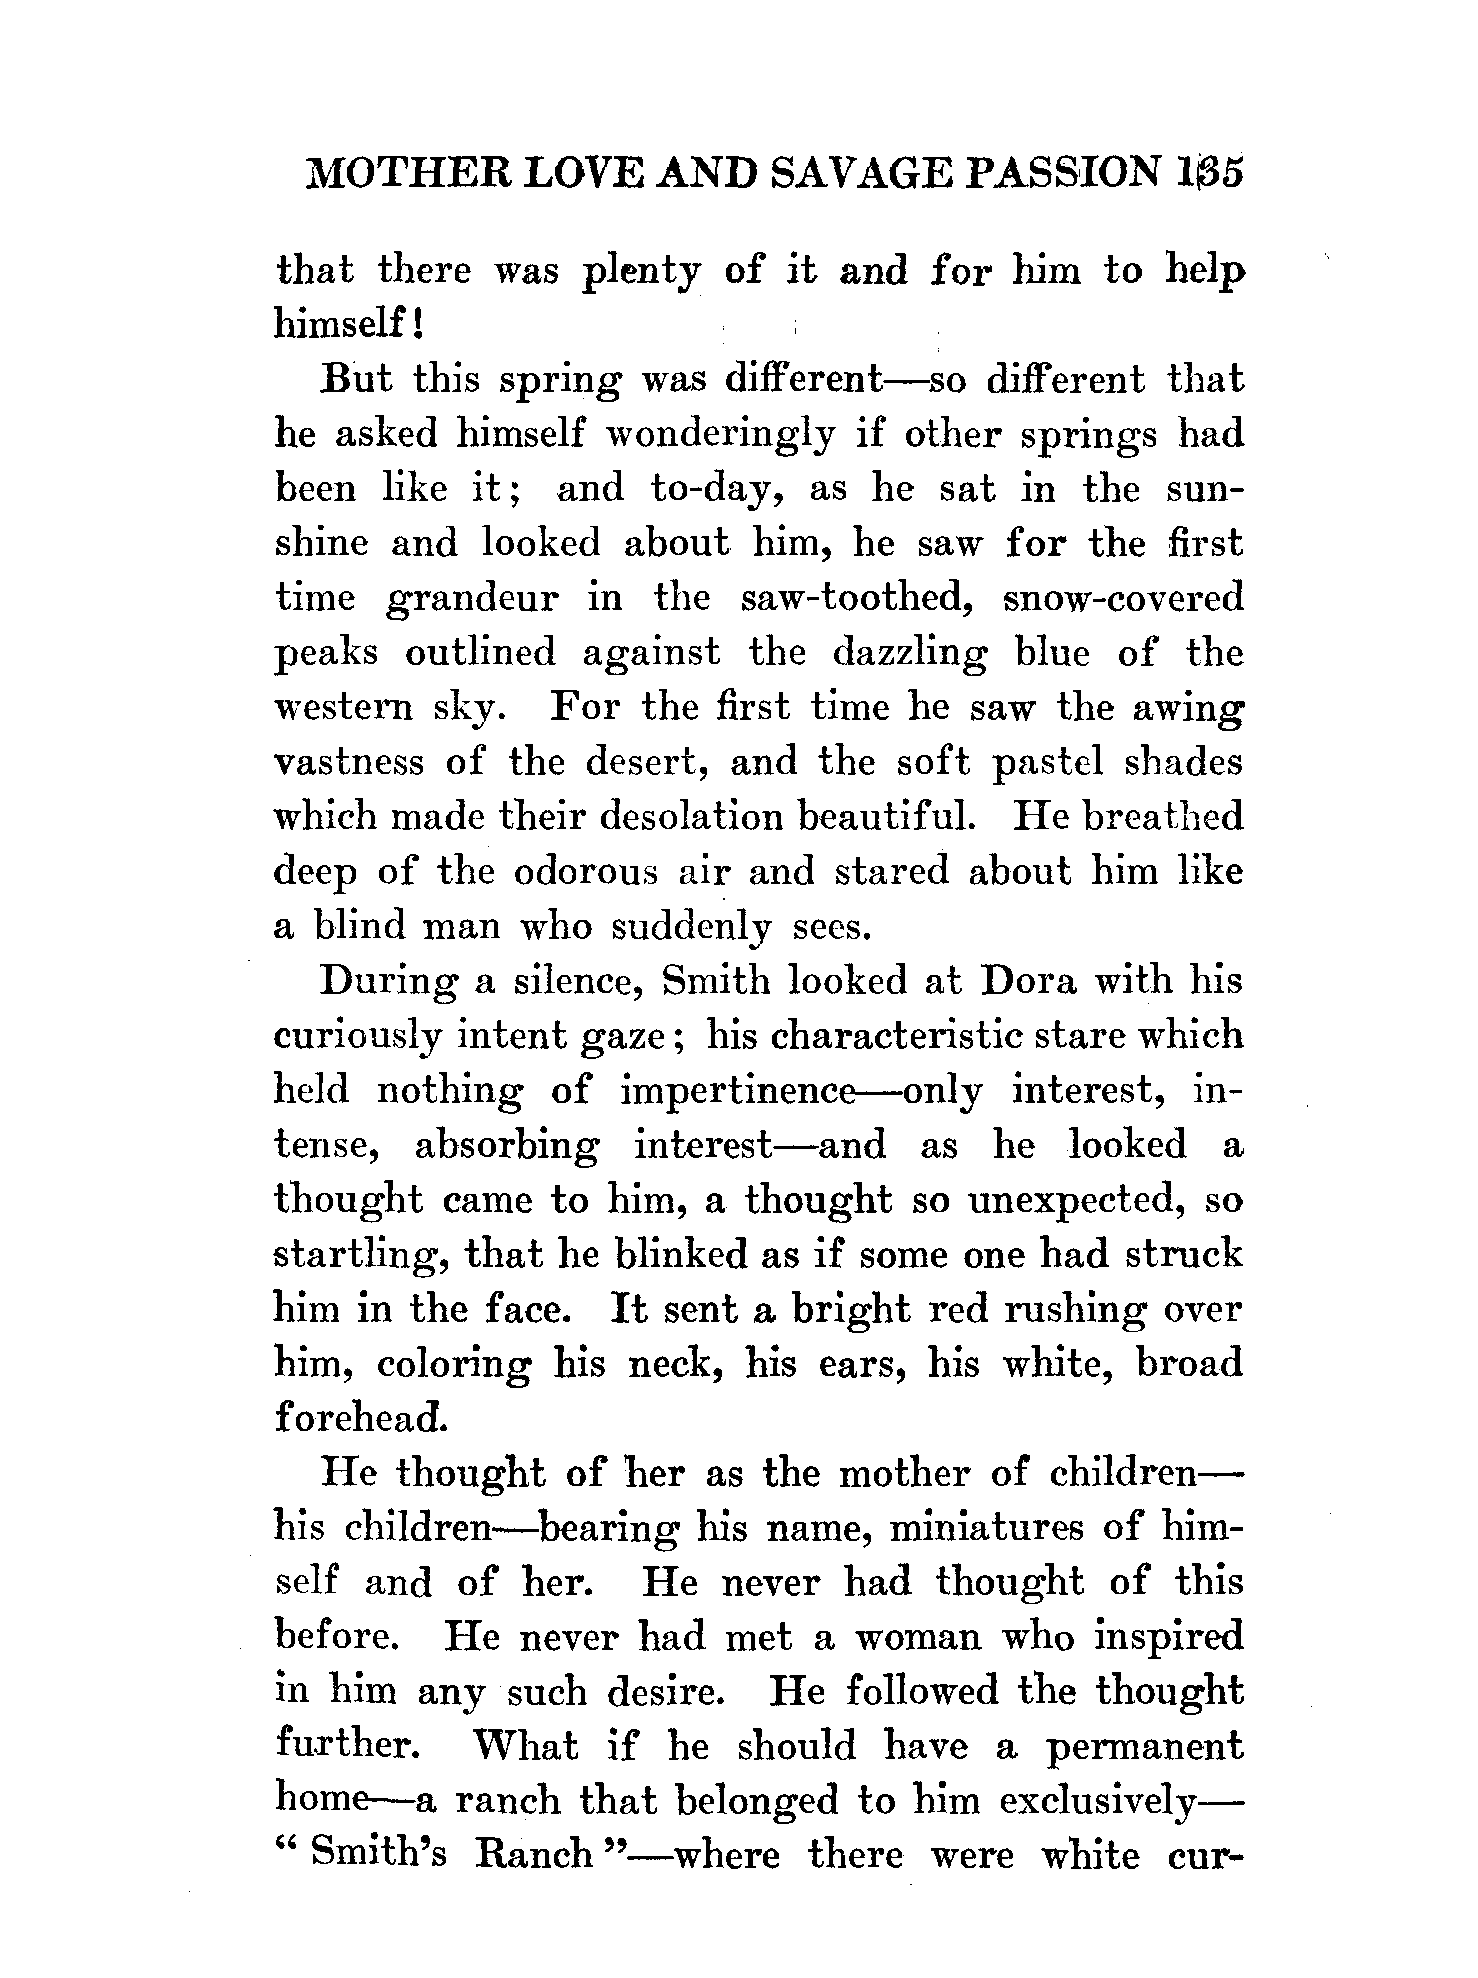 MOTHER LOVE AND SAVAGE PASSION 135
that there was plenty of it and for him to help
himself!
But this spring was different—so different that
he asked himself wonderingly if other springs had
been like it; and to-day, as he sat in the sun-
shine and looked about him, he saw for the first
time grandeur in the saw-toothed, snow-covered
peaks outlined against the dazzling blue of the
western sky. For the first time he saw the awing
vastness of the desert, and the soft pastel shades
which made their desolation beautiful. He breathed
deep of the odorous air and stared about him like
a blind man who suddenly sees.
During a silence, Smith looked at Dora with his
curiously intent gaze; his characteristic stare which
held nothing of impertinence—only interest, in-
tense, absorbing interest—and as he looked a
thought came to him, a thought so unexpected, so
startling, that he blinked as if some one had struck
him in the face. It sent a bright red rushing over
him, coloring his neck, his ears, his white, broad
forehead.
He thought of her as the mother of children—
his children—bearing his name, miniatures of him-
self and of her. He never had thought of this
before. He never had met a woman who inspired
in him any such desire. He followed the thought
further. What if he should have a permanent
home—a ranch that belonged to him exclusively—
" Smith's Ranch "—where there were white cur-